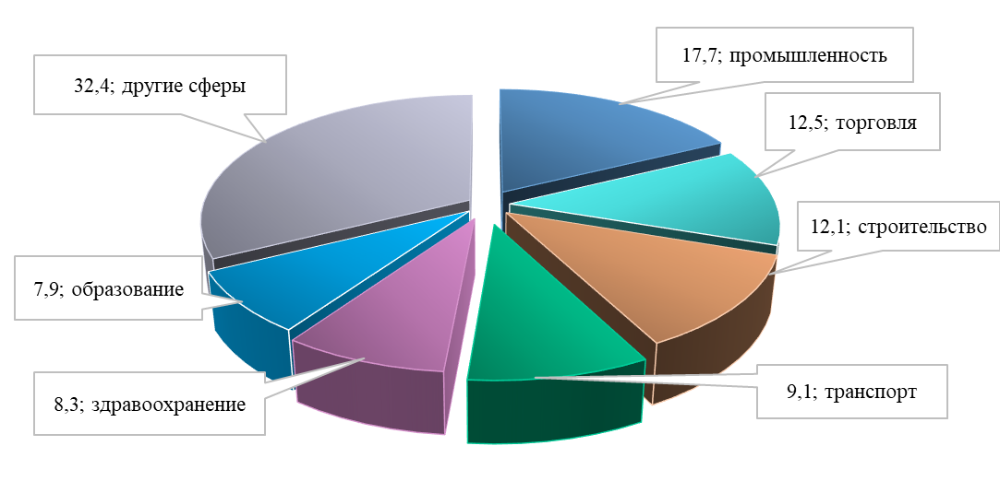 17,7; промышленность
32,4; другие сферы
12,5; торговля
12,1; строительство
7,9; образование
9,1; транспорт
8,3; здравоохранение